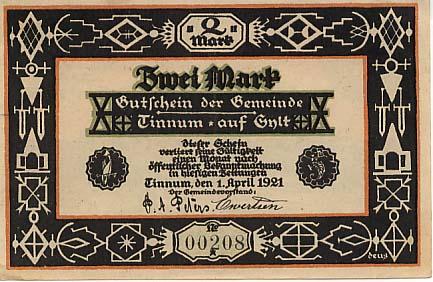 2
Mark
Zwei Mark
Gutschein der Gemeinde
Tinnum · auf Sylt
Dieser Schein
verliert seine Gültigkeit
einen Monat nach
öffentlicher Bekanntmachung
in hiesigen Zeitungen
Tinnum, den 1. April 1921
Der Gemeindevorstand:
Peters
No
00208